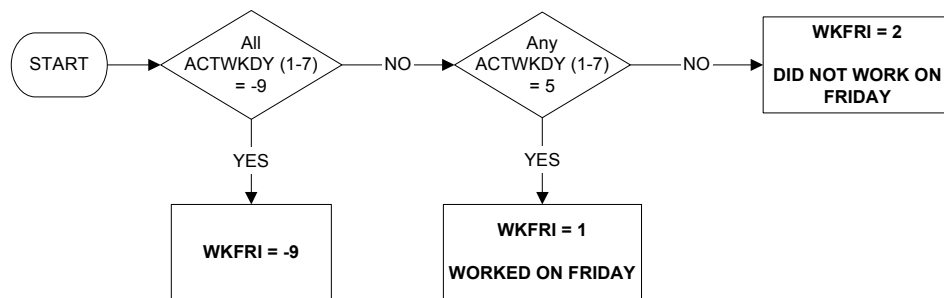 START
All
ACTWKDY (1-7)
= -9
NO
Any
ACTWKDY (1-7)
= 5
NO
WKFRI = 2
DID NOT WORK ON
FRIDAY
YES
YES
WKFRI = -9
WKFRI = 1
WORKED ON FRIDAY